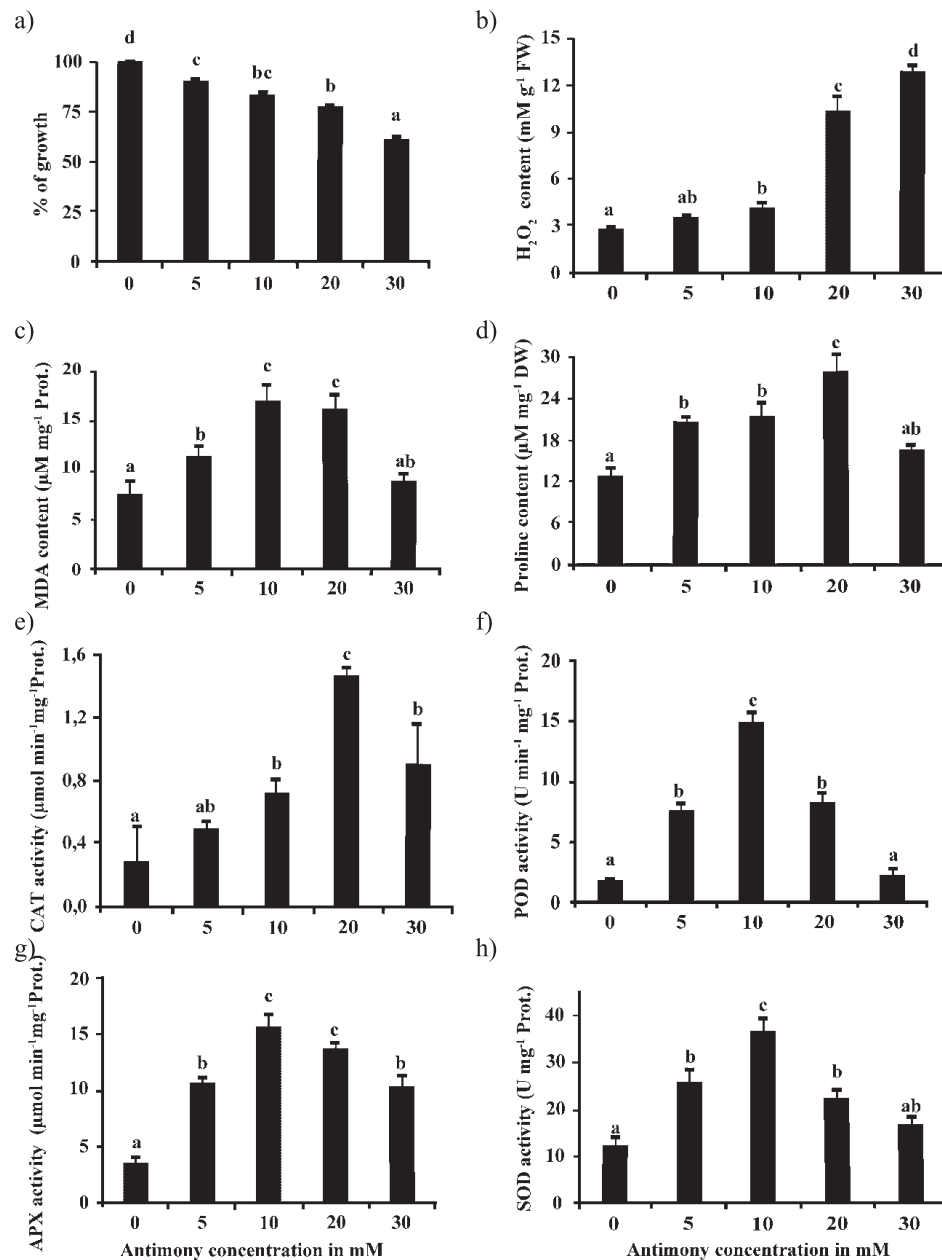 a)
% of growth
100
75
50
25
0
d
c
bc
b
a
0 5 10 20 30
b)
H₂O₂ content (mM g⁻¹ FW)
15
12
9
6
3
0
a
ab
b
c
d
0 5 10 20 30
c)
MDA content (µM mg⁻¹ Prot.)
20
15
10
5
0
a
b
c
c
ab
0 5 10 20 30
d)
Proline content (µM mg⁻¹ DW)
30
24
18
12
6
0
a
b
b
c
ab
0 5 10 20 30
e)
CAT activity (µmol min⁻¹mg⁻¹Prot.)
1,6
1,2
0,8
0,4
0,0
a
ab
b
c
b
0 5 10 20 30
f)
POD activity (U min⁻¹ mg⁻¹ Prot.)
20
15
10
5
0
a
b
c
b
a
0 5 10 20 30
g)
APX activity (µmol min⁻¹mg⁻¹Prot.)
20
15
10
5
0
a
b
c
c
b
0 5 10 20 30
Antimony concentration in mM
h)
SOD activity (U mg⁻¹ Prot.)
40
30
20
10
0
a
b
c
b
ab
0 5 10 20 30
Antimony concentration in mM